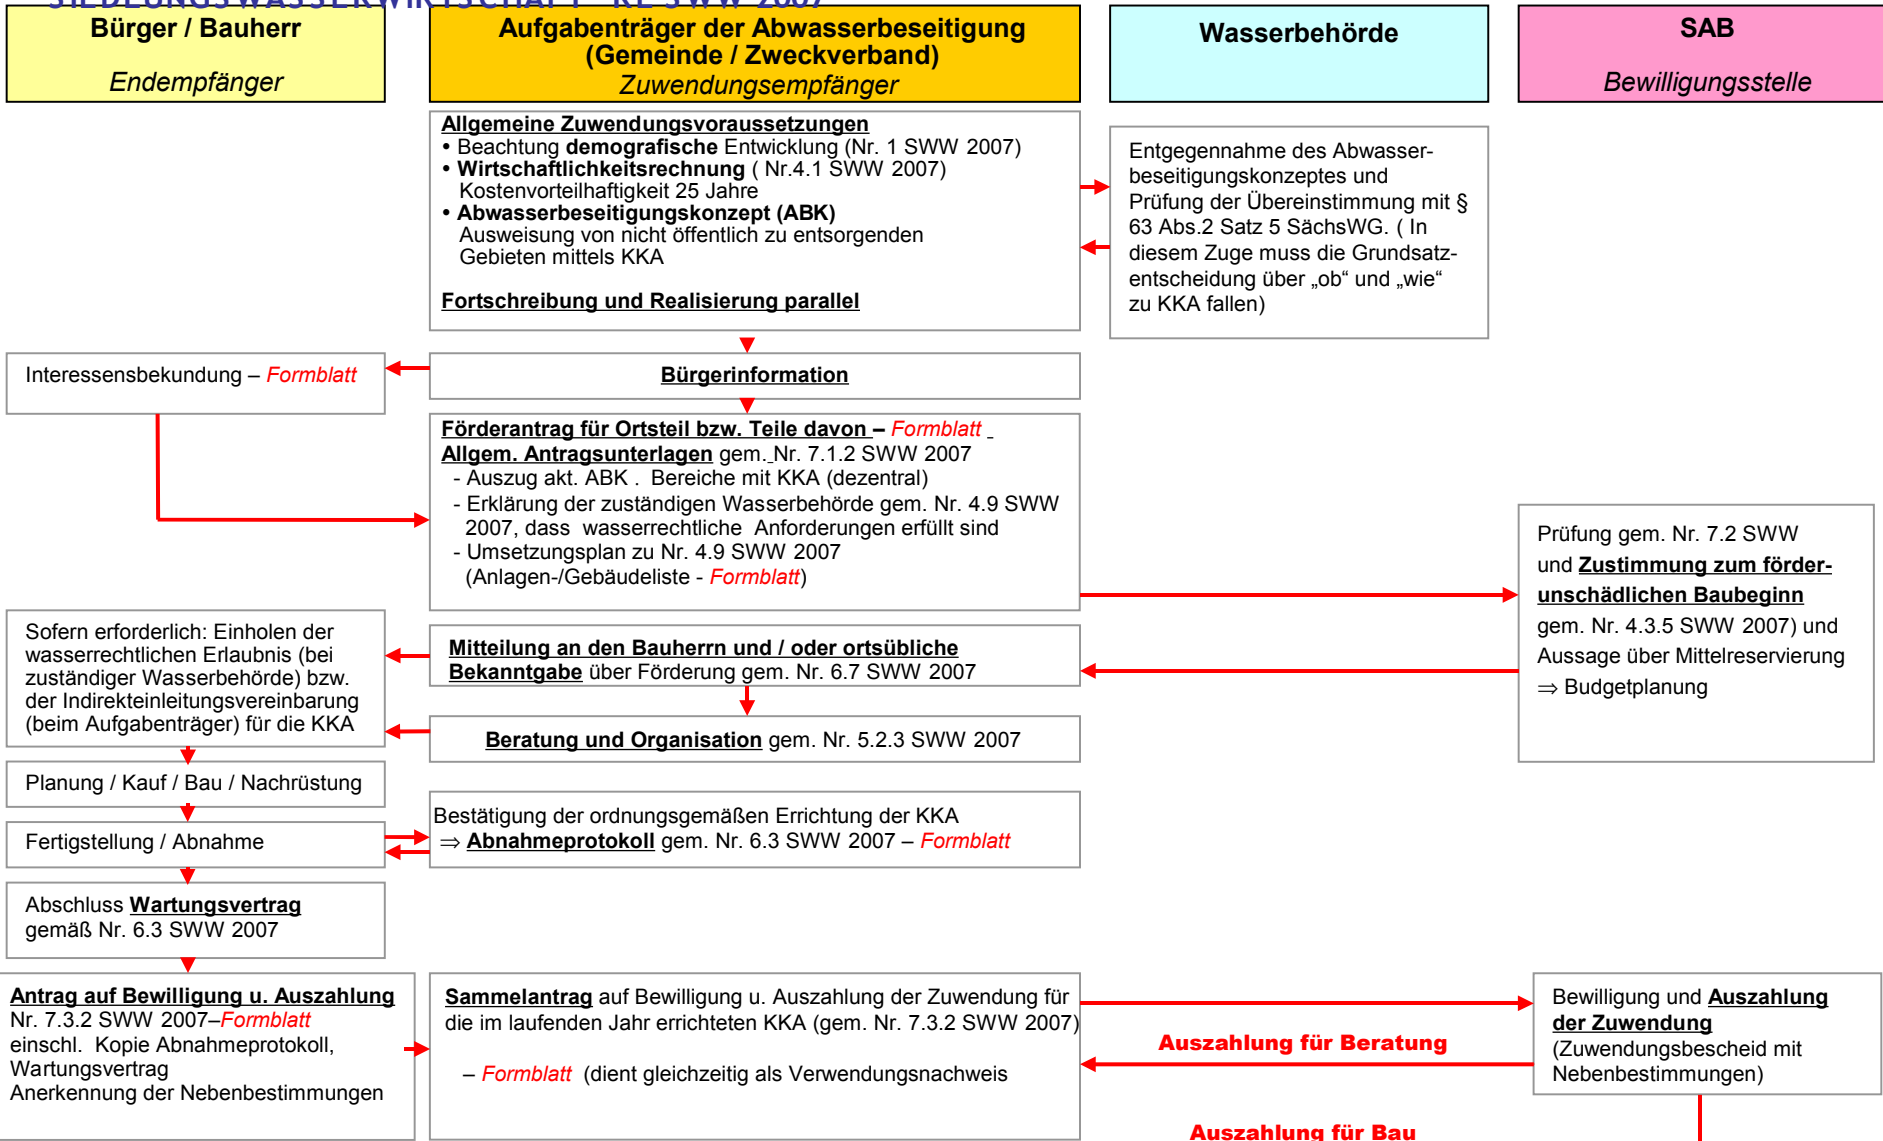 SIEDLUNGSWASSERWIRTSCHAFT RL SWW 2007
Bürger / Bauherr
Endempfänger
Aufgabenträger der Abwasserbeseitigung
(Gemeinde / Zweckverband)
Zuwendungsempfänger
Wasserbehörde
SAB
Bewilligungsstelle
Allgemeine Zuwendungsvoraussetzungen
• Beachtung demografische Entwicklung (Nr. 1 SWW 2007)
• Wirtschaftlichkeitsrechnung ( Nr.4.1 SWW 2007)
Kostenvorteilhaftigkeit 25 Jahre
• Abwasserbeseitigungskonzept (ABK)
Ausweisung von nicht öffentlich zu entsorgenden
Gebieten mittels KKA
Fortschreibung und Realisierung parallel
Entgegennahme des Abwasser-
beseitigungskonzeptes und
Prüfung der Übereinstimmung mit §
63 Abs.2 Satz 5 SächsWG. ( In
diesem Zuge muss die Grundsatz-
entscheidung über „ob“ und „wie“
zu KKA fallen)
Interessensbekundung – Formblatt
Bürgerinformation
Förderantrag für Ortsteil bzw. Teile davon – Formblatt
Allgem. Antragsunterlagen gem. Nr. 7.1.2 SWW 2007
- Auszug akt. ABK . Bereiche mit KKA (dezentral)
- Erklärung der zuständigen Wasserbehörde gem. Nr. 4.9 SWW
2007, dass wasserrechtliche Anforderungen erfüllt sind
- Umsetzungsplan zu Nr. 4.9 SWW 2007
(Anlagen-/Gebäudeliste - Formblatt)
Prüfung gem. Nr. 7.2 SWW
und Zustimmung zum förder-
unschädlichen Baubeginn
gem. Nr. 4.3.5 SWW 2007) und
Aussage über Mittelreservierung
⇒ Budgetplanung
Sofern erforderlich: Einholen der
wasserrechtlichen Erlaubnis (bei
zuständiger Wasserbehörde) bzw.
der Indirekteinleitungsvereinbarung
(beim Aufgabenträger) für die KKA
Mitteilung an den Bauherrn und / oder ortsübliche
Bekanntgabe über Förderung gem. Nr. 6.7 SWW 2007
Beratung und Organisation gem. Nr. 5.2.3 SWW 2007
Planung / Kauf / Bau / Nachrüstung
Fertigstellung / Abnahme
Bestätigung der ordnungsgemäßen Errichtung der KKA
⇒ Abnahmeprotokoll gem. Nr. 6.3 SWW 2007 – Formblatt
Abschluss Wartungsvertrag
gemäß Nr. 6.3 SWW 2007
Antrag auf Bewilligung u. Auszahlung
Nr. 7.3.2 SWW 2007–Formblatt
einschl. Kopie Abnahmeprotokoll,
Wartungsvertrag
Anerkennung der Nebenbestimmungen
Sammelantrag auf Bewilligung u. Auszahlung der Zuwendung für
die im laufenden Jahr errichteten KKA (gem. Nr. 7.3.2 SWW 2007)
– Formblatt (dient gleichzeitig als Verwendungsnachweis
Auszahlung für Beratung
Bewilligung und Auszahlung
der Zuwendung
(Zuwendungsbescheid mit
Nebenbestimmungen)
Auszahlung für Bau